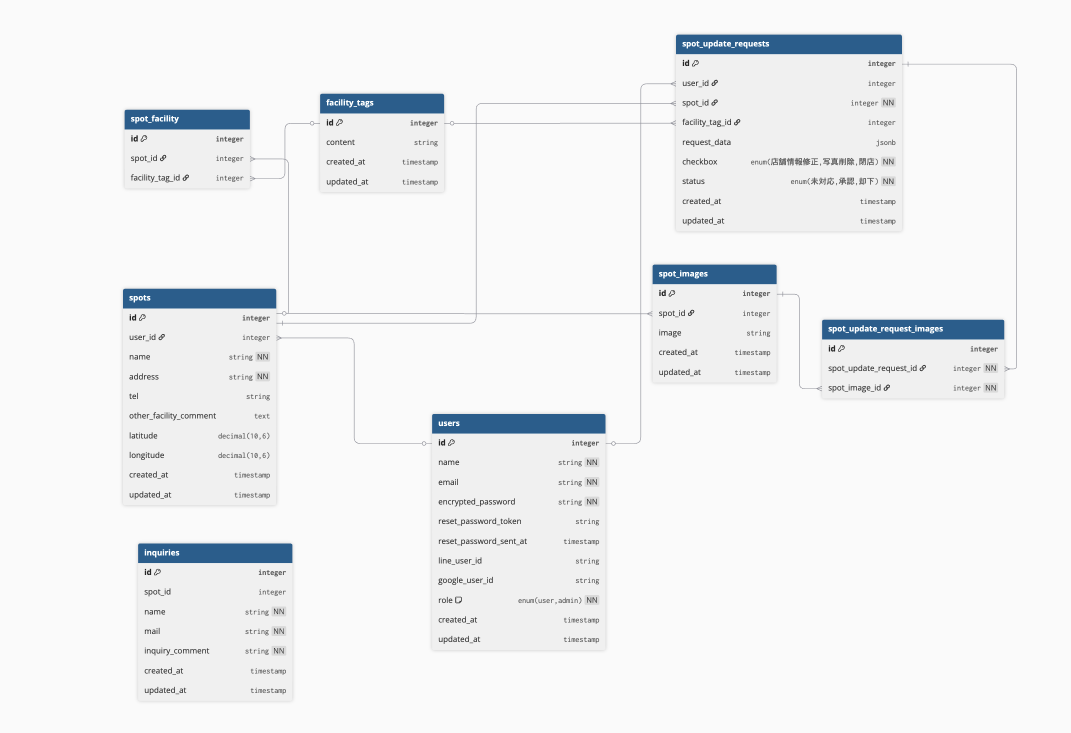 spot_update_requests
id integer
user_id integer
spot_id integer NN
facility_tag_id integer
request_data jsonb
checkbox enum(店舗情報修正,写真削除,閉店) NN
status enum(未対応,承認,却下) NN
created_at timestamp
updated_at timestamp
facility_tags
id integer
content string
created_at timestamp
updated_at timestamp
spot_facility
id integer
spot_id integer
facility_tag_id integer
spot_images
id integer
spot_id integer
image string
created_at timestamp
updated_at timestamp
spots
id integer
user_id integer
name string NN
address string NN
tel string
other_facility_comment text
latitude decimal(10,6)
longitude decimal(10,6)
created_at timestamp
updated_at timestamp
spot_update_request_images
id integer
spot_update_request_id integer NN
spot_image_id integer NN
users
id integer
name string NN
email string NN
encrypted_password string NN
reset_password_token string
reset_password_sent_at timestamp
line_user_id string
google_user_id string
role enum(user,admin) NN
created_at timestamp
updated_at timestamp
inquiries
id integer
spot_id integer
name string NN
mail string NN
inquiry_comment string NN
created_at timestamp
updated_at timestamp